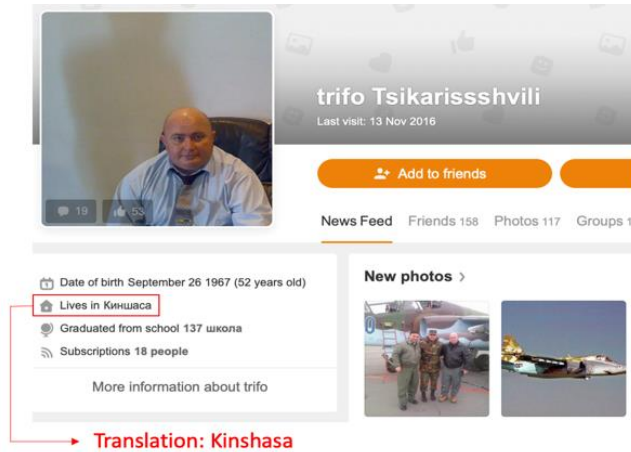 trifo Tsikarissshvili
Last visit: 13 Nov 2016
Add to friends
19 53
News Feed Friends 158 Photos 117 Groups 1
Date of birth September 26 1967 (52 years old)
Lives in Киншаса
Graduated from school 137 школа
Subscriptions 18 people
More information about trifo
New photos >
Translation: Kinshasa